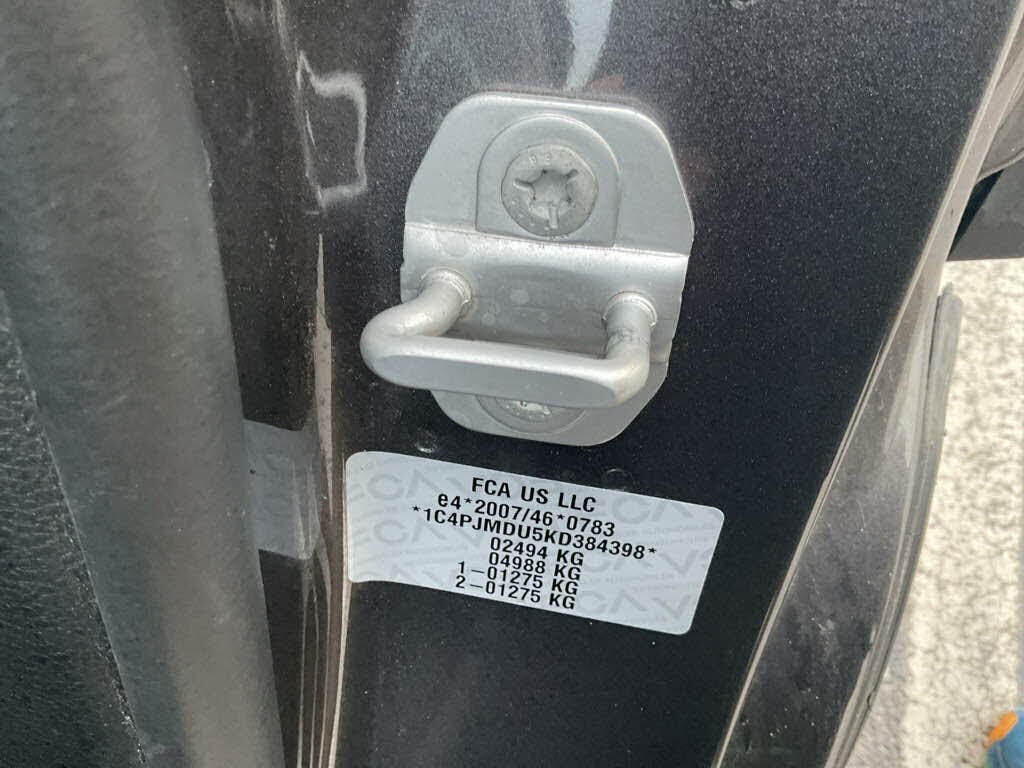 FCA US LLC
e4*2007/46*0783
*1C4PJMDU5KD384398*
02494 KG
04988 KG
1-01275 KG
2-01275 KG